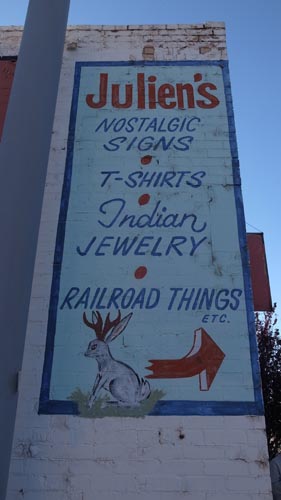 Julien's
NOSTALGIC
SIGNS
T-SHIRTS
Indian
JEWELRY
RAILROAD THINGS
ETC.